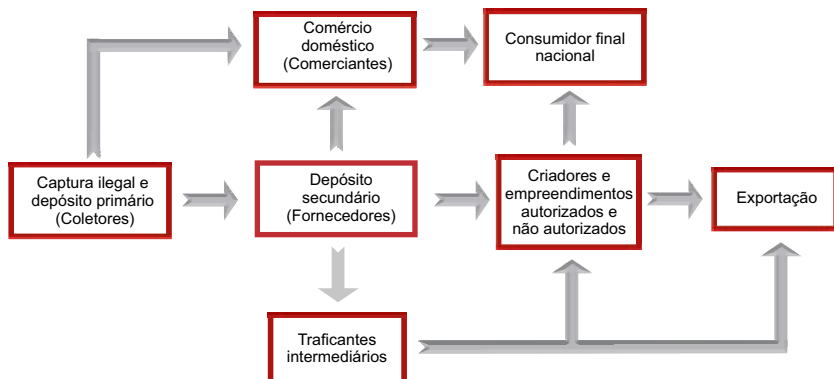 Comércio
doméstico
(Comerciantes)
Consumidor final
nacional
Captura ilegal e
depósito primário
(Coletores)
Depósito
secundário
(Fornecedores)
Criadores e
empreendimentos
autorizados e
não autorizados
Exportação
Traficantes
intermediários